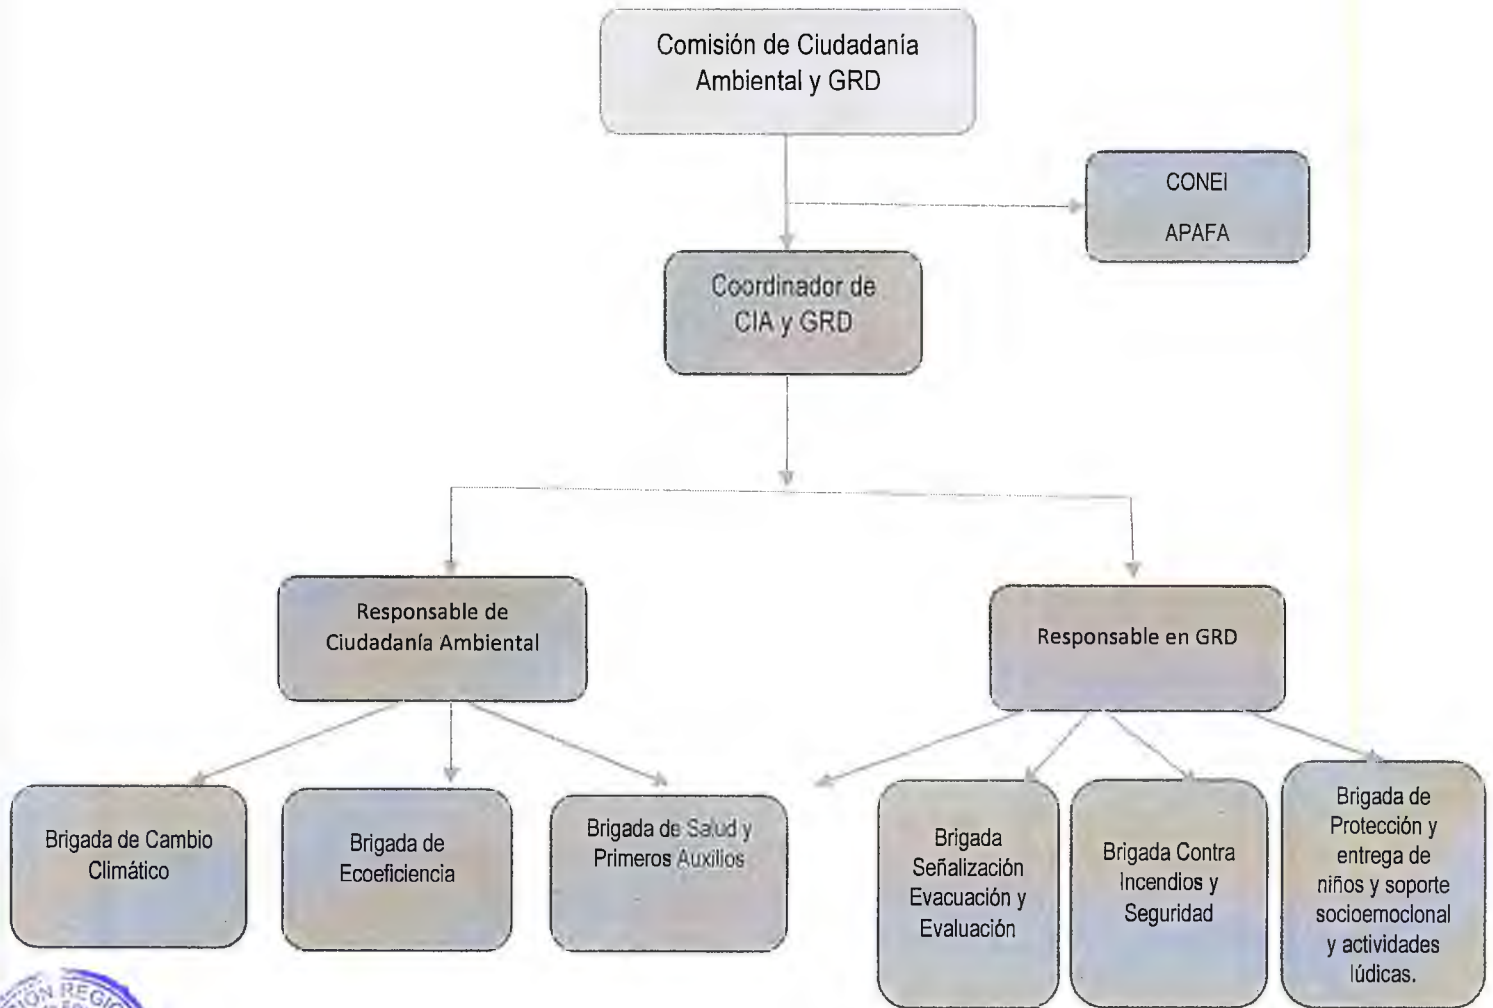 Comisión de Ciudadanía
Ambiental y GRD
CONEI
APAFA
Coordinador de
CIA y GRD
Responsable de
Ciudadanía Ambiental
Responsable en GRD
Brigada de Cambio
Climático
Brigada de
Ecoeficiencia
Brigada de Salud y
Primeros Auxilios
Brigada
Señalización
Evacuación y
Evaluación
Brigada Contra
Incendios y
Seguridad
Brigada de
Protección y
entrega de
niños y soporte
socioemocional
y actividades
lúdicas.